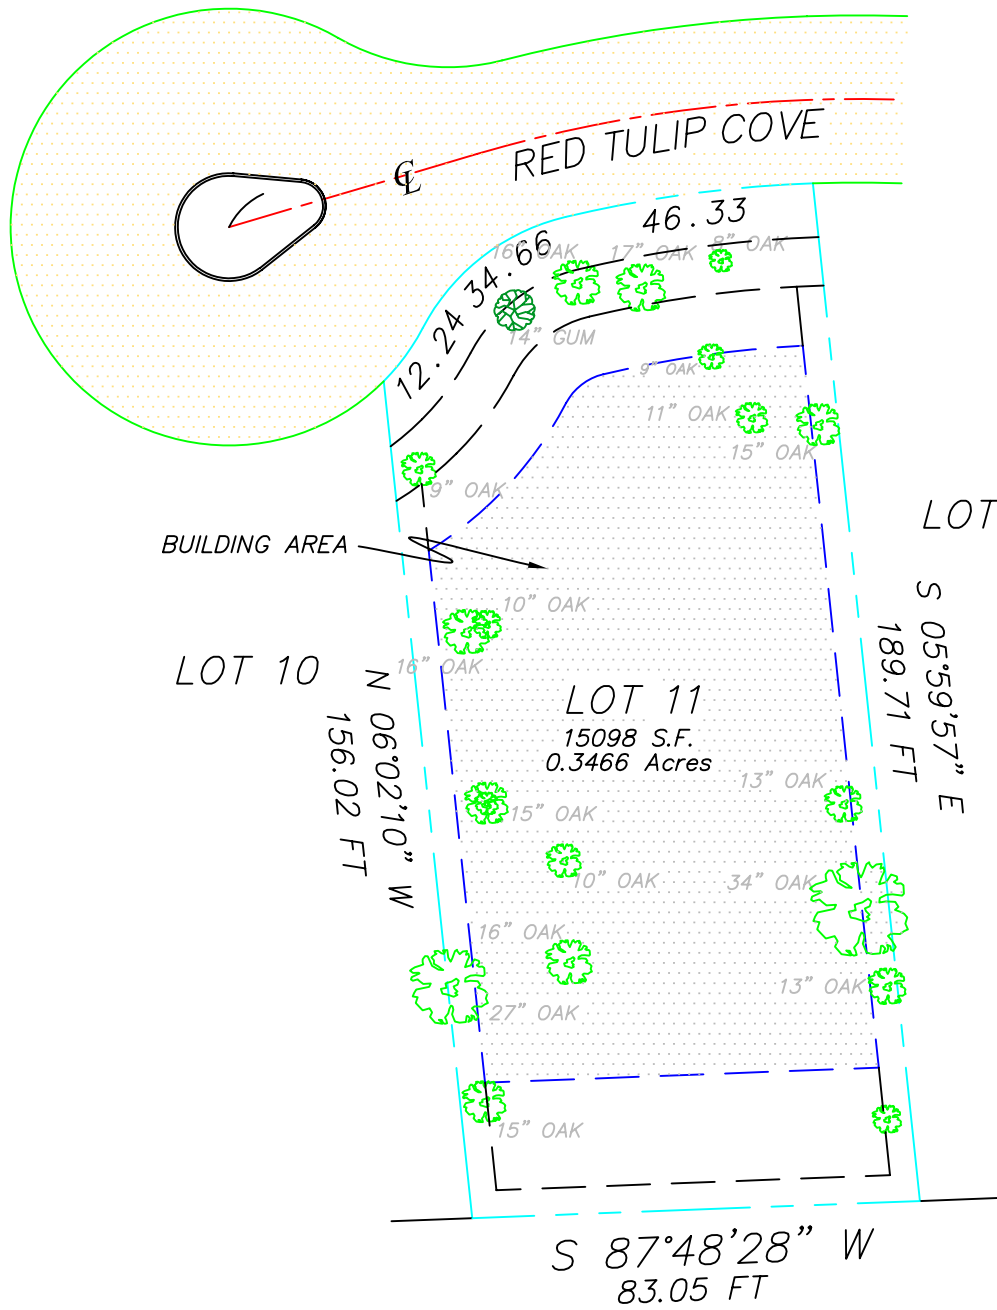 RED TULIP COVE
℄
46.33
34.66
12.24
16" OAK
17" OAK
8" OAK
14" GUM
9" OAK
11" OAK
15" OAK
9" OAK
LOT
BUILDING AREA
10" OAK
16" OAK
LOT 10
N 06°02'10" W
156.02 FT
LOT 11
15098 S.F.
0.3466 Acres
S 05°59'57" E
189.71 FT
13" OAK
15" OAK
10" OAK
34" OAK
16" OAK
13" OAK
27" OAK
15" OAK
S 87°48'28" W
83.05 FT